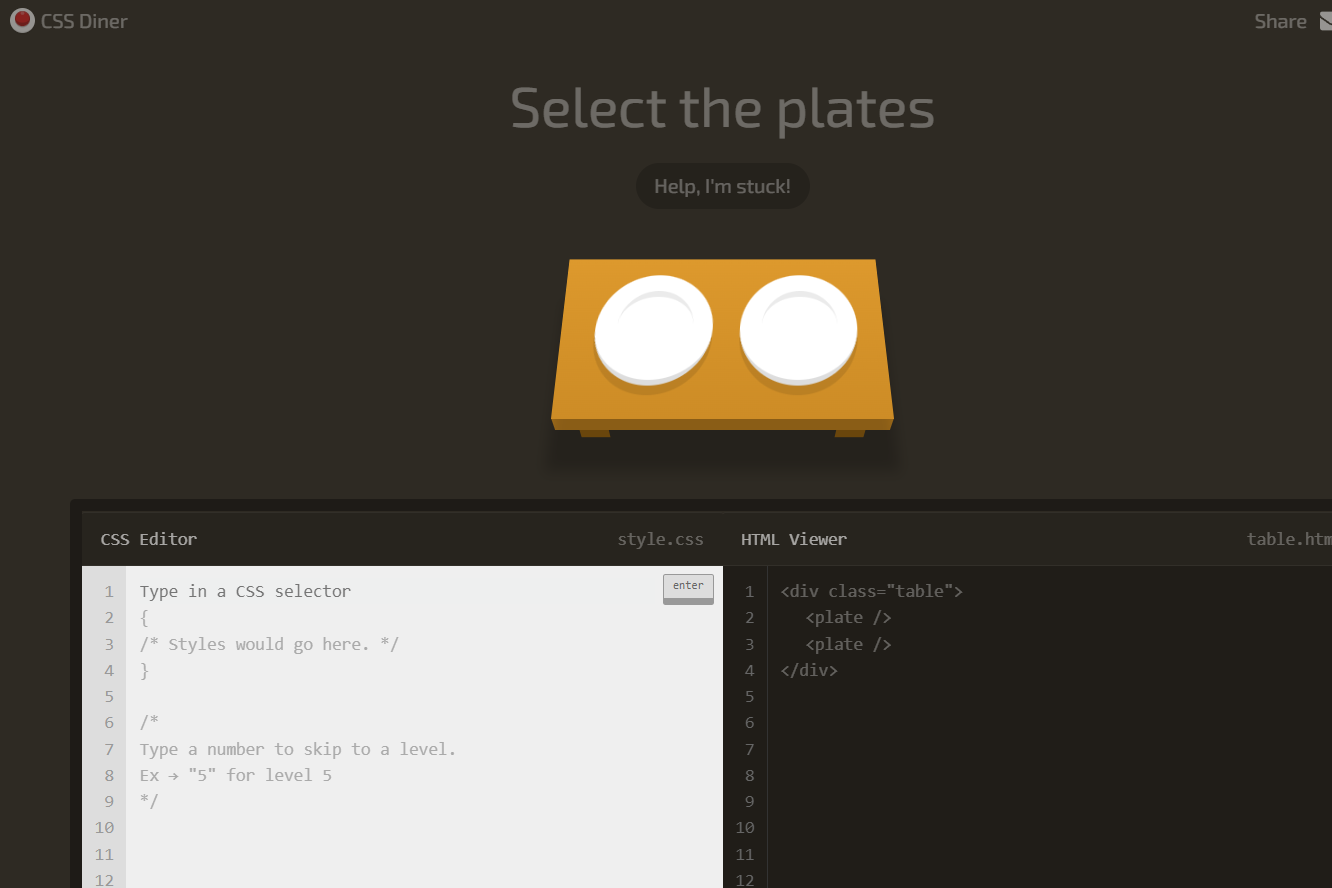 CSS Diner
Share
Select the plates
Help, I'm stuck!
CSS Editor
style.css
HTML Viewer
table.htm
enter
1 Type in a CSS selector
2 {
3 /* Styles would go here. */
4 }
5
6 /*
7 Type a number to skip to a level.
8 Ex → "5" for level 5
9 */
10
11
12
1 <div class="table">
2 <plate />
3 <plate />
4 </div>
5
6
7
8
9
10
11
12